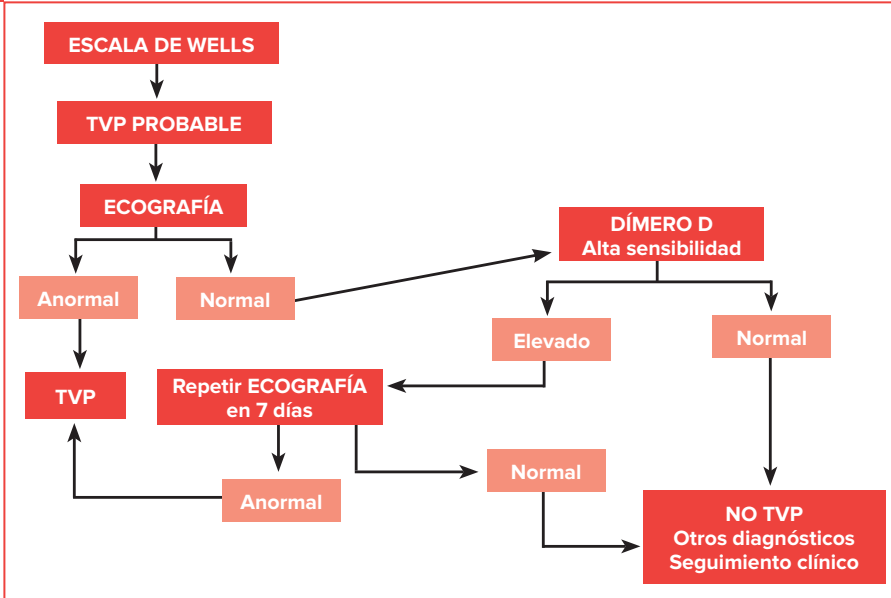 ESCALA DE WELLS
TVP PROBABLE
ECOGRAFÍA
Anormal
Normal
TVP
DÍMERO D
Alta sensibilidad
Elevado
Normal
Repetir ECOGRAFÍA
en 7 días
Anormal
Normal
NO TVP
Otros diagnósticos
Seguimiento clínico